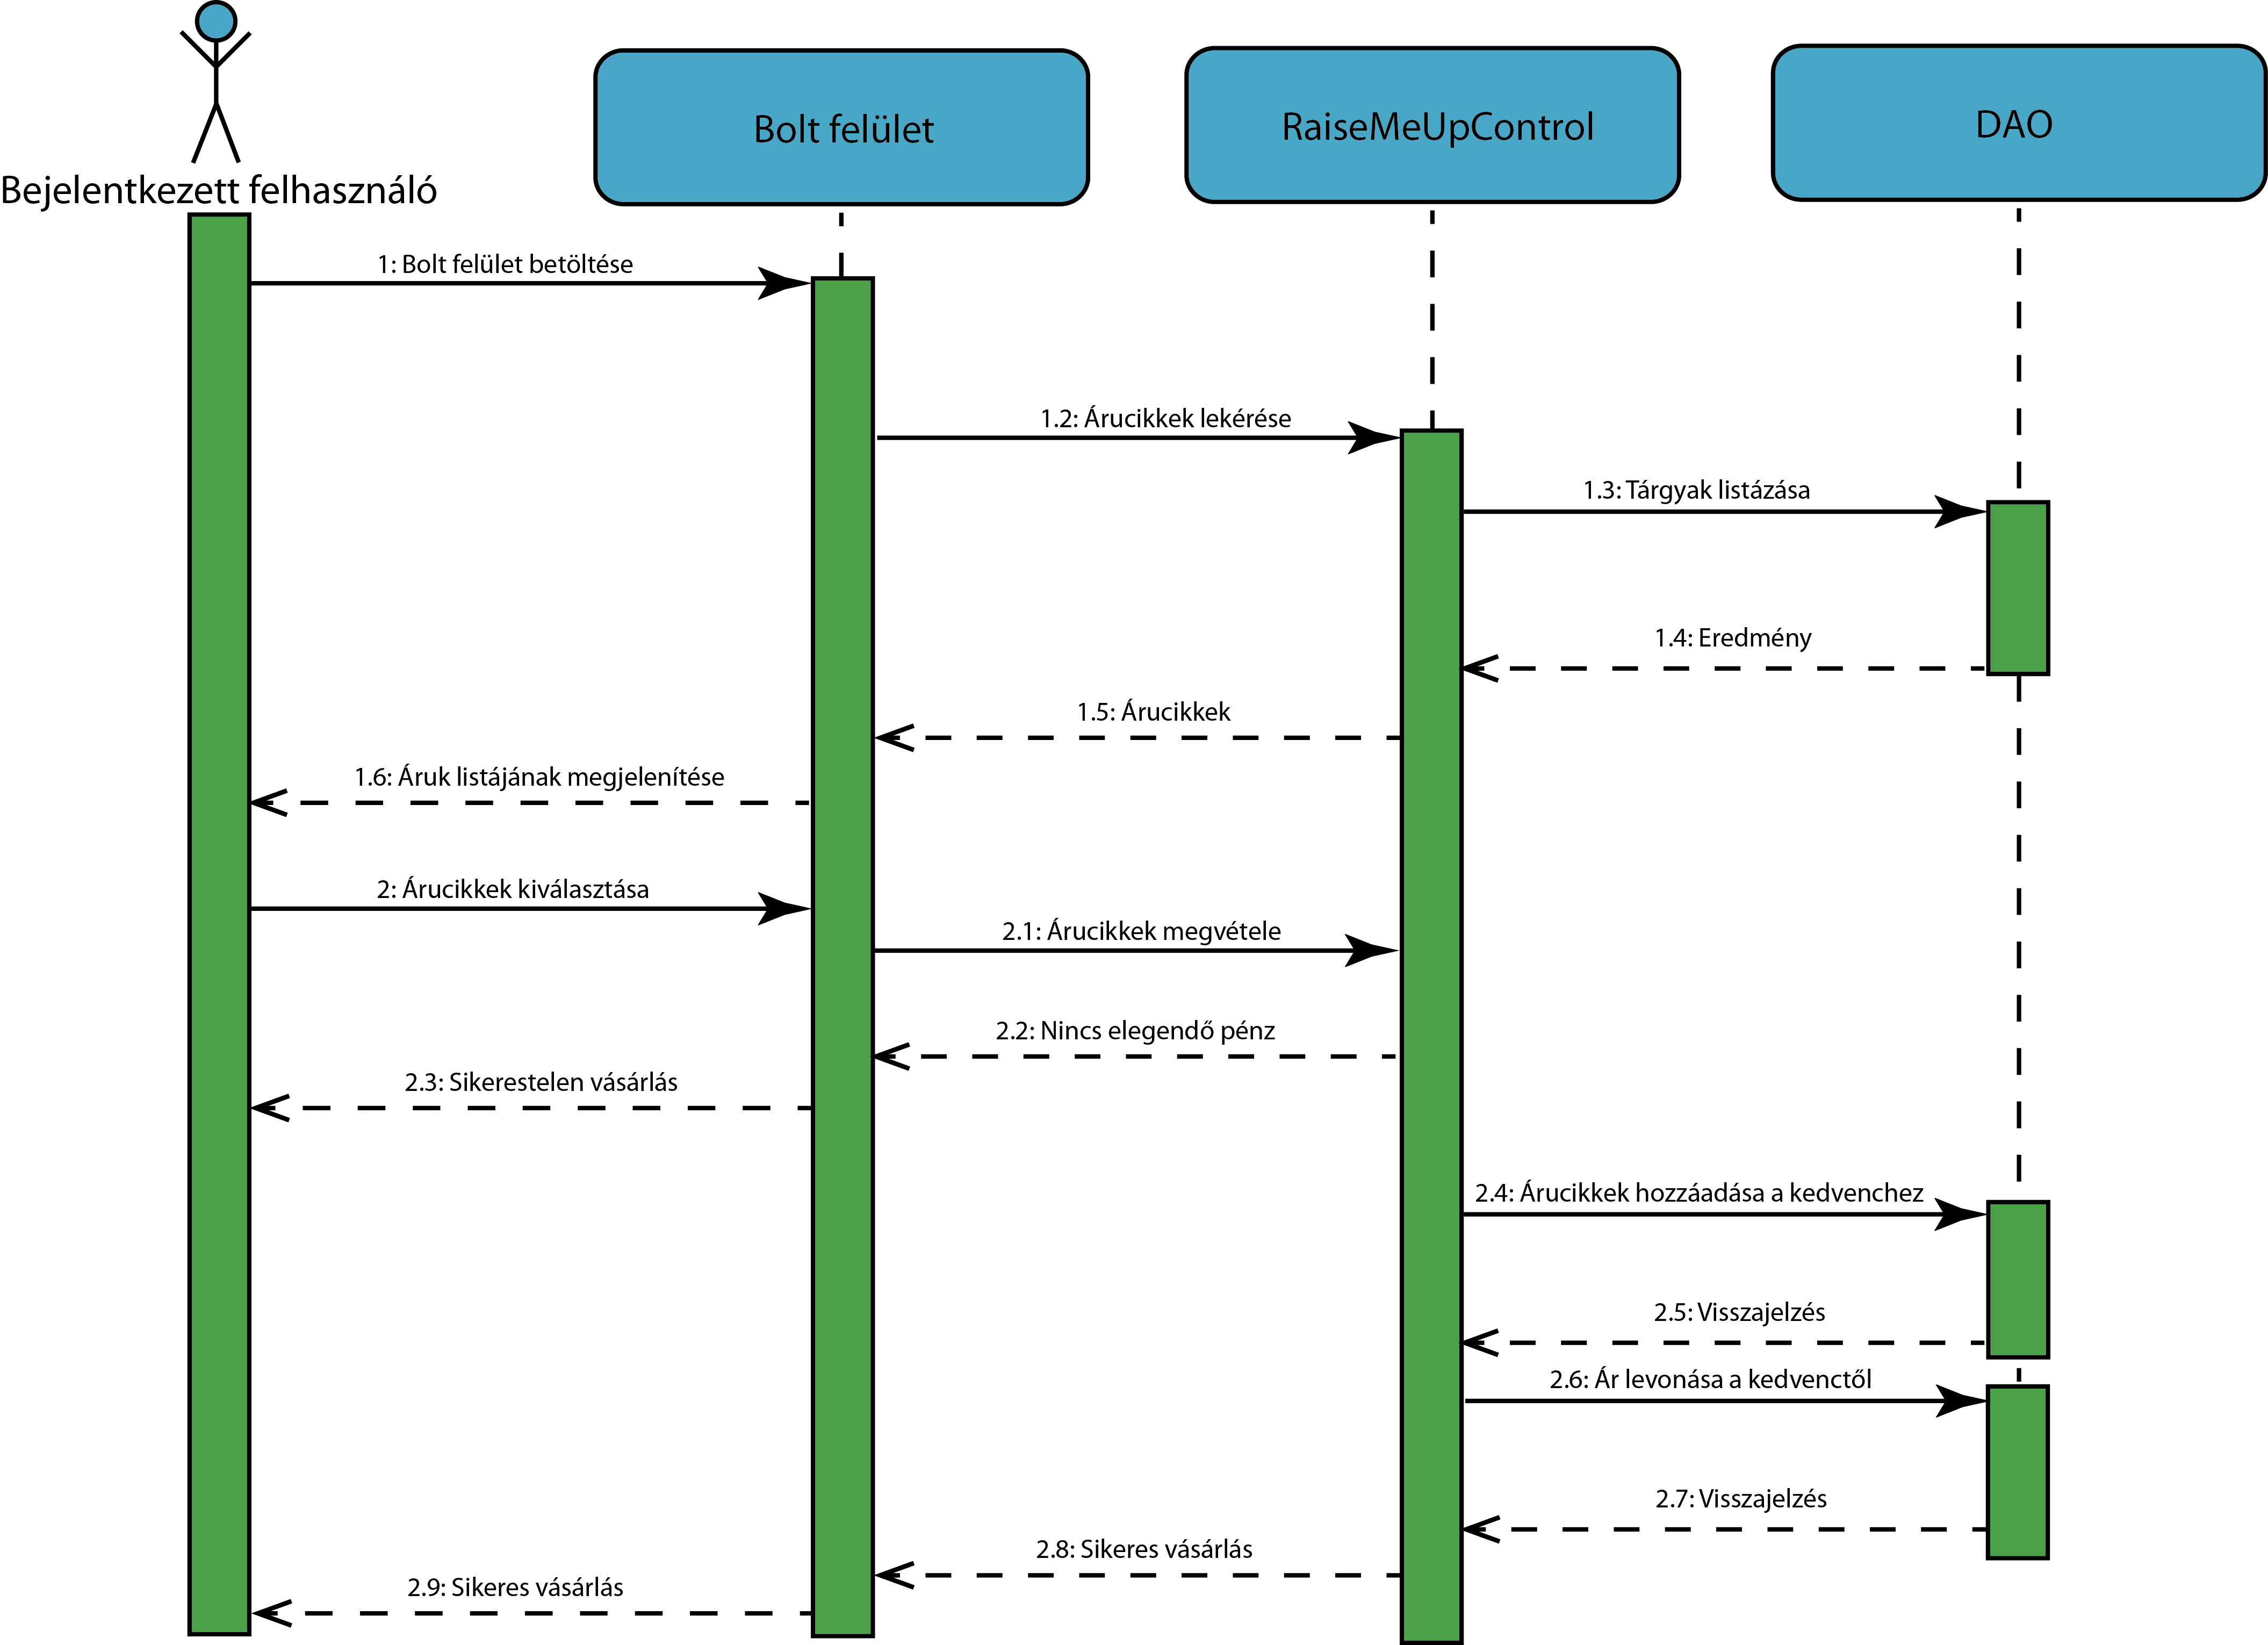 Bejelentkezett felhasználó
Bolt felület
RaiseMeUpControl
DAO
1: Bolt felület betöltése
1.2: Árucikkek lekérése
1.3: Tárgyak listázása
1.4: Eredmény
1.5: Árucikkek
1.6: Áruk listájának megjelenítése
2: Árucikkek kiválasztása
2.1: Árucikkek megvétele
2.2: Nincs elegendő pénz
2.3: Sikerestelen vásárlás
2.4: Árucikkek hozzáadása a kedvenchez
2.5: Visszajelzés
2.6: Ár levonása a kedvenctől
2.7: Visszajelzés
2.8: Sikeres vásárlás
2.9: Sikeres vásárlás